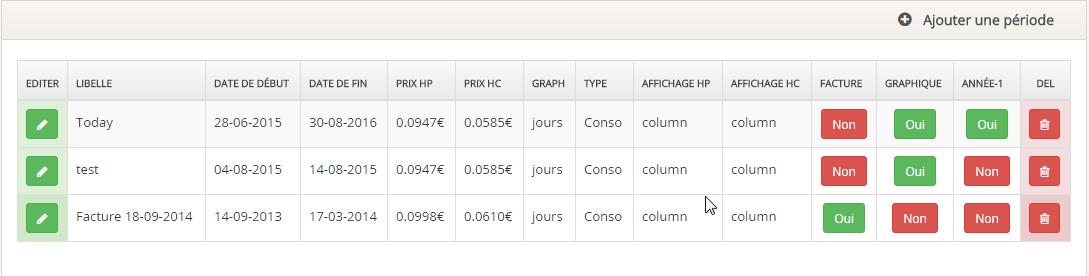 Ajouter une période
EDITER LIBELLE DATE DE DÉBUT DATE DE FIN PRIX HP PRIX HC GRAPH TYPE AFFICHAGE HP AFFICHAGE HC FACTURE GRAPHIQUE ANNÉE-1 DEL
Today 28-06-2015 30-08-2016 0.0947€ 0.0585€ jours Conso column column Non Oui Oui
test 04-08-2015 14-08-2015 0.0947€ 0.0585€ jours Conso column column Non Oui Non
Facture 18-09-2014 14-09-2013 17-03-2014 0.0998€ 0.0610€ jours Conso column column Oui Non Non